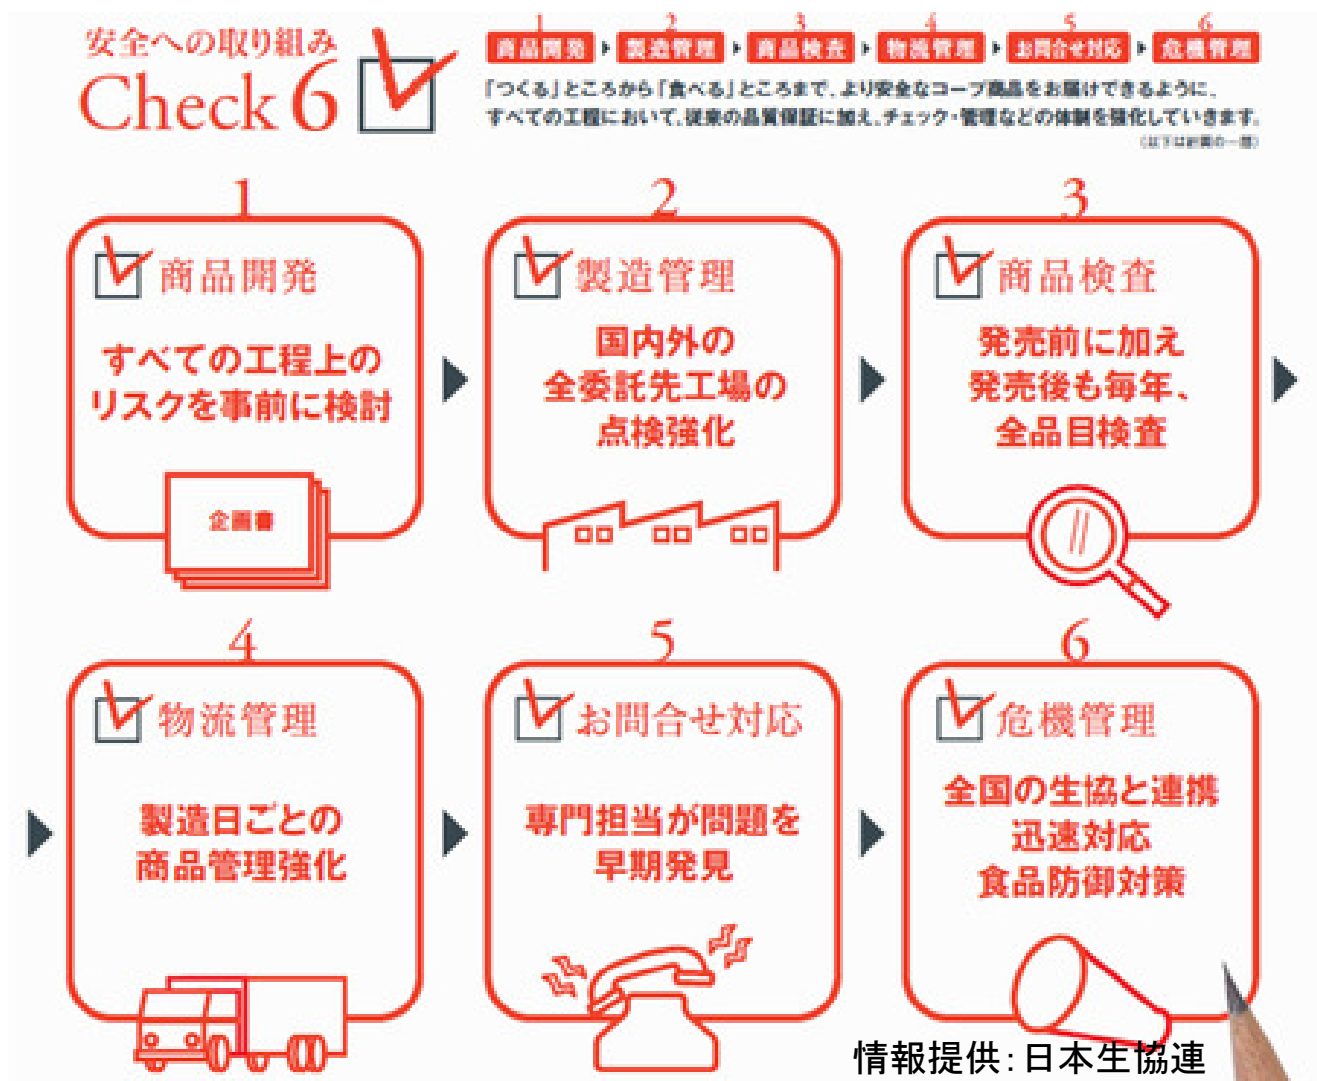 安全への取り組み
Check 6
1 2 3 4 5 6
商品開発 製造管理 商品検査 物流管理 お問合せ対応 危機管理
「つくる」ところから「食べる」ところまで、より安全なコープ商品をお届けできるように、
すべての工程において、従来の品質保証に加え、チェック・管理などの体制を強化していきます。
(以下は計画の一部)
1
商品開発
すべての工程上の
リスクを事前に検討
企画書
2
製造管理
国内外の
全委託先工場の
点検強化
3
商品検査
発売前に加え
発売後も毎年、
全品目検査
4
物流管理
製造日ごとの
商品管理強化
5
お問合せ対応
専門担当が問題を
早期発見
6
危機管理
全国の生協と連携
迅速対応
食品防御対策
情報提供:日本生協連